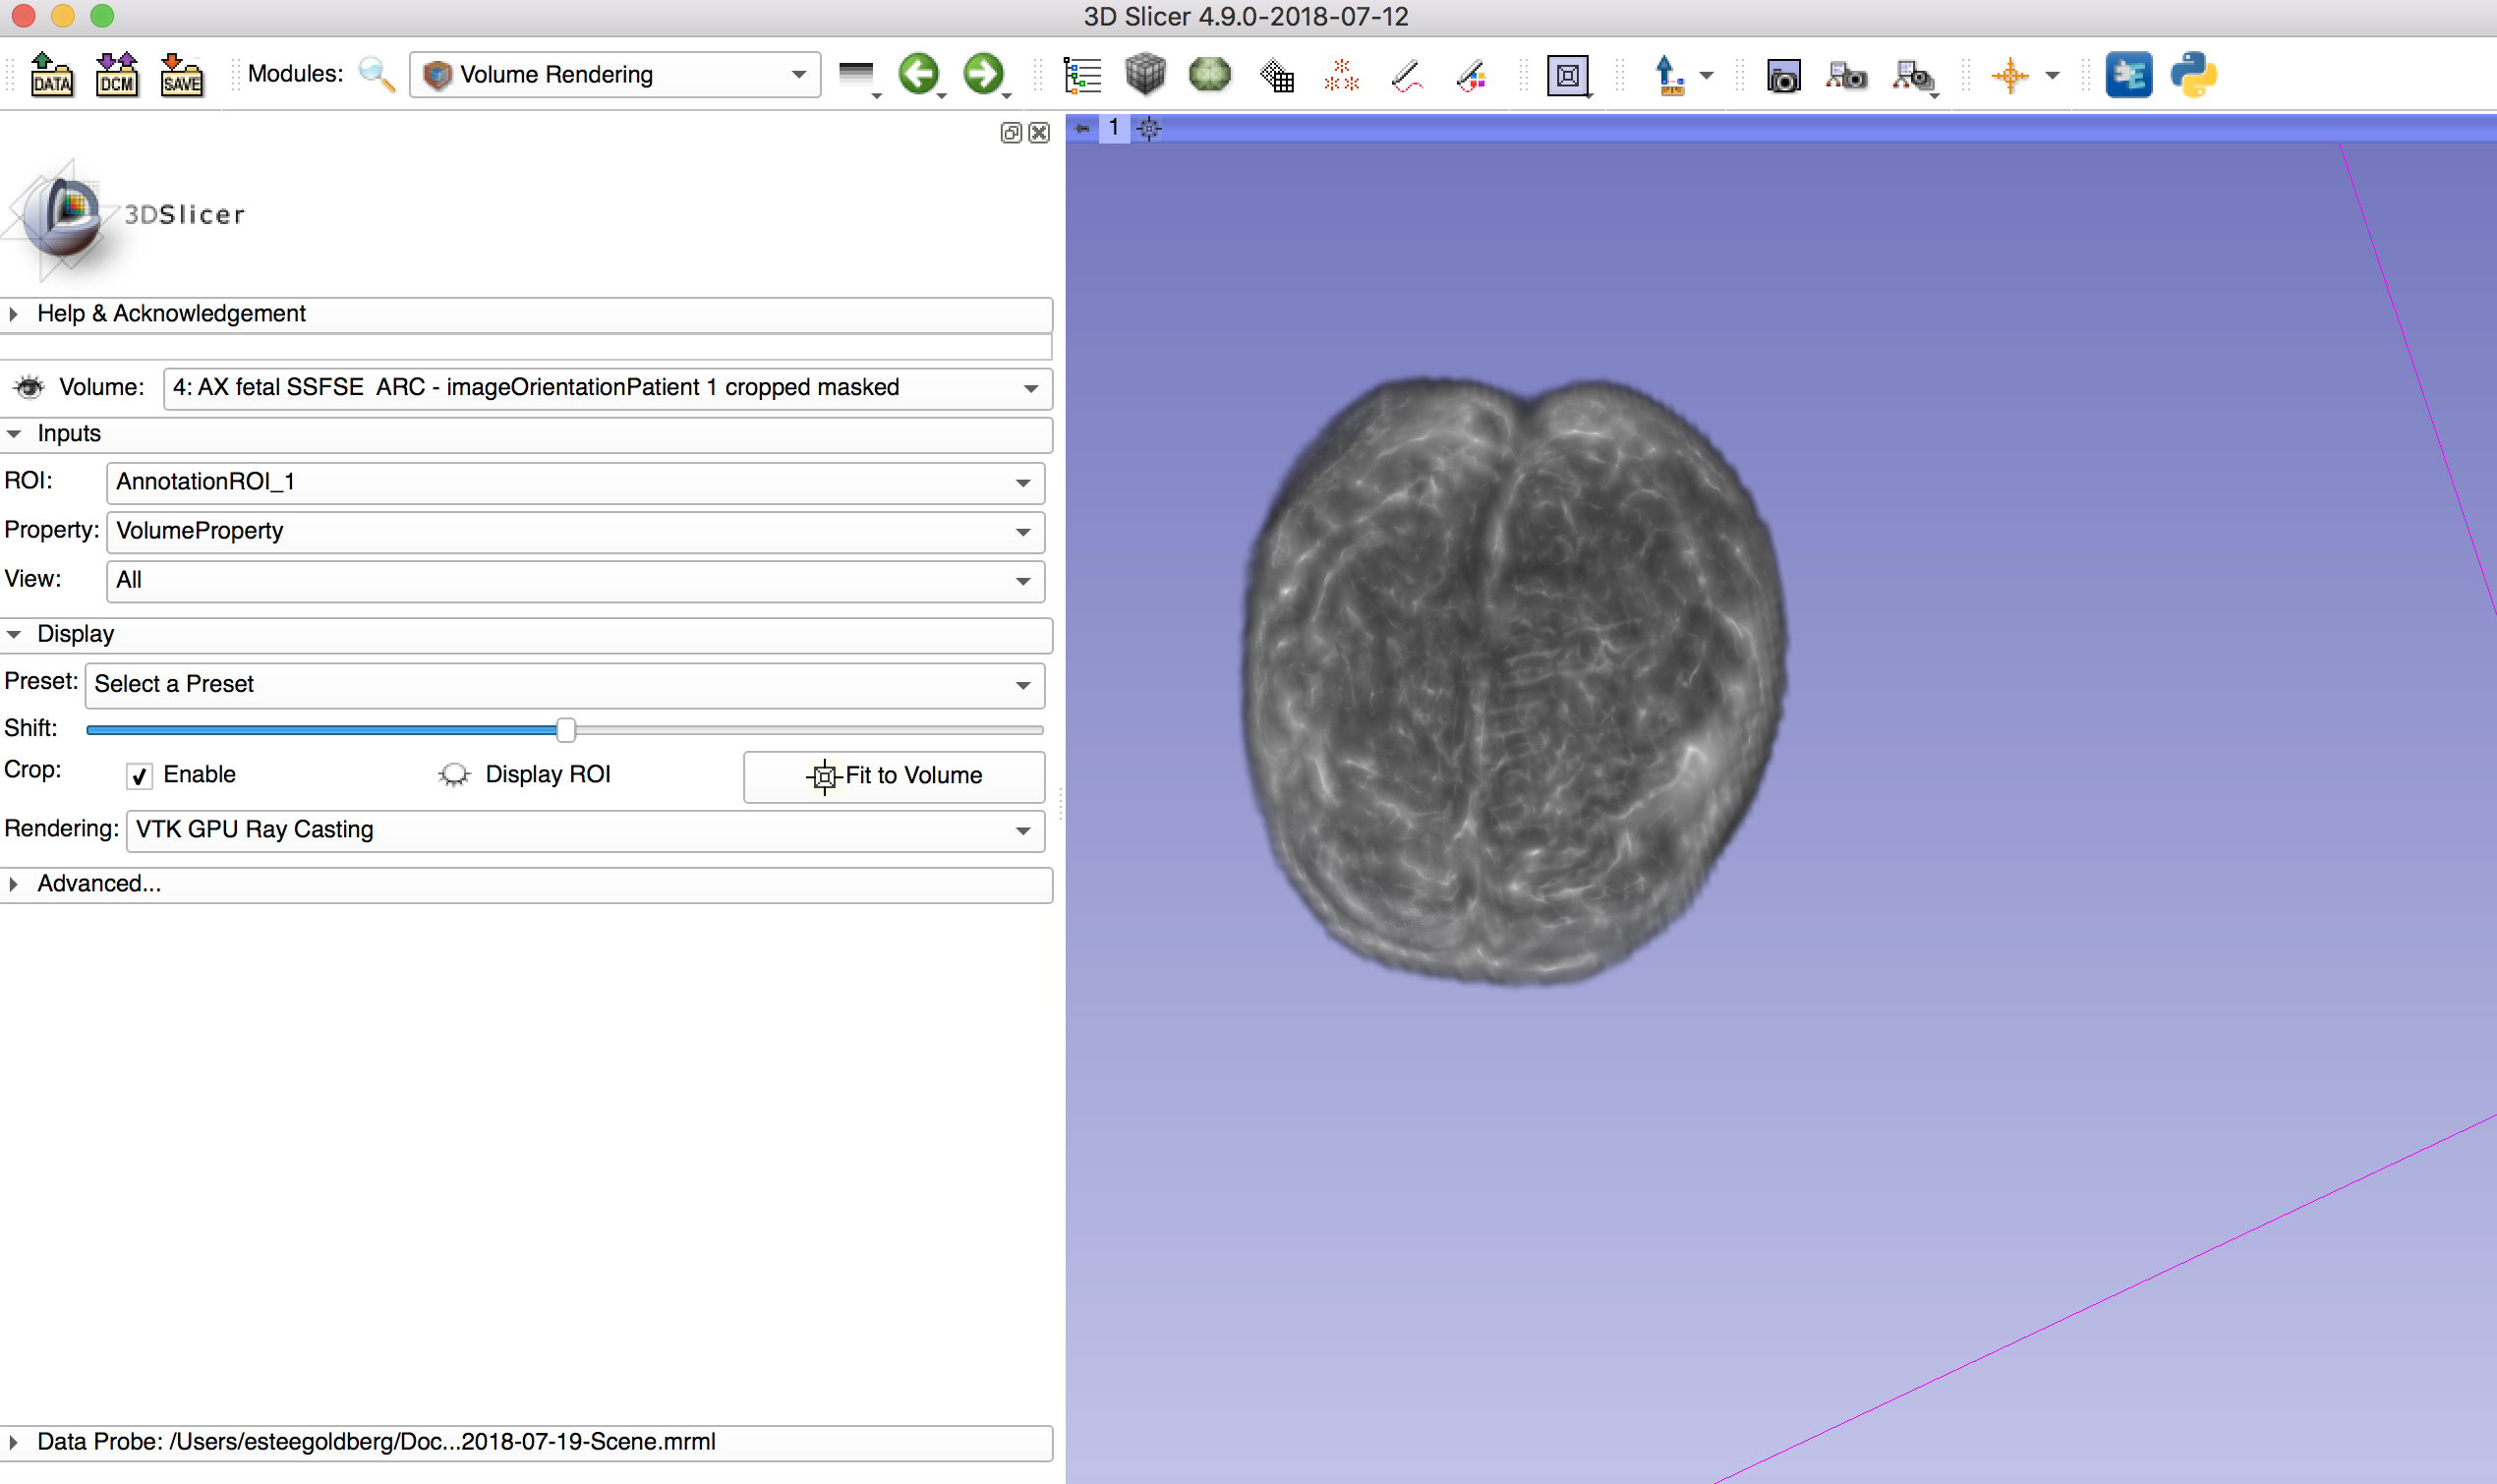 3D Slicer 4.9.0-2018-07-12
DATA DCM SAVE Modules: Volume Rendering
1
3DSlicer
Help & Acknowledgement
Volume: 4: AX fetal SSFSE  ARC - imageOrientationPatient 1 cropped masked
Inputs
ROI: AnnotationROI_1
Property: VolumeProperty
View: All
Display
Preset: Select a Preset
Shift:
Crop: Enable Display ROI Fit to Volume
Rendering: VTK GPU Ray Casting
Advanced...
Data Probe: /Users/esteegoldberg/Doc...2018-07-19-Scene.mrml